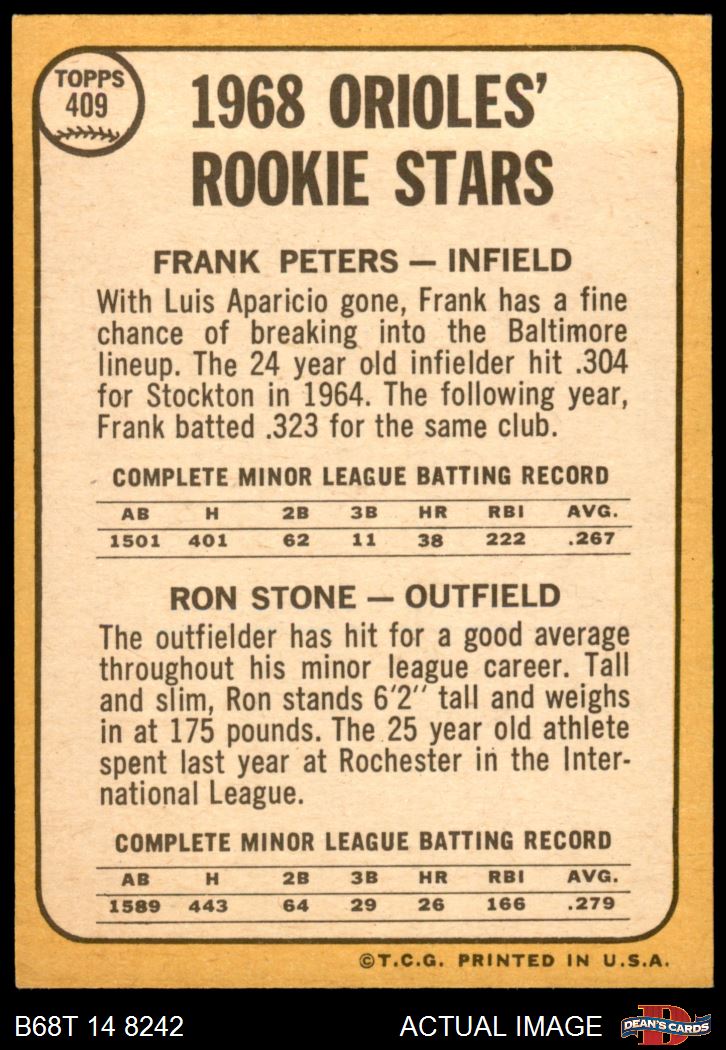 TOPPS
409
1968 ORIOLES'
ROOKIE STARS
FRANK PETERS — INFIELD
With Luis Aparicio gone, Frank has a fine
chance of breaking into the Baltimore
lineup. The 24 year old infielder hit .304
for Stockton in 1964. The following year,
Frank batted .323 for the same club.
COMPLETE MINOR LEAGUE BATTING RECORD
AB H 2B 3B HR RBI AVG.
1501 401 62 11 38 222 .267
RON STONE — OUTFIELD
The outfielder has hit for a good average
throughout his minor league career. Tall
and slim, Ron stands 6'2" tall and weighs
in at 175 pounds. The 25 year old athlete
spent last year at Rochester in the Inter-
national League.
COMPLETE MINOR LEAGUE BATTING RECORD
AB H 2B 3B HR RBI AVG.
1589 443 64 29 26 166 .279
©T.C.G. PRINTED IN U.S.A.
B68T 14 8242 ACTUAL IMAGE D DEAN'S CARDS